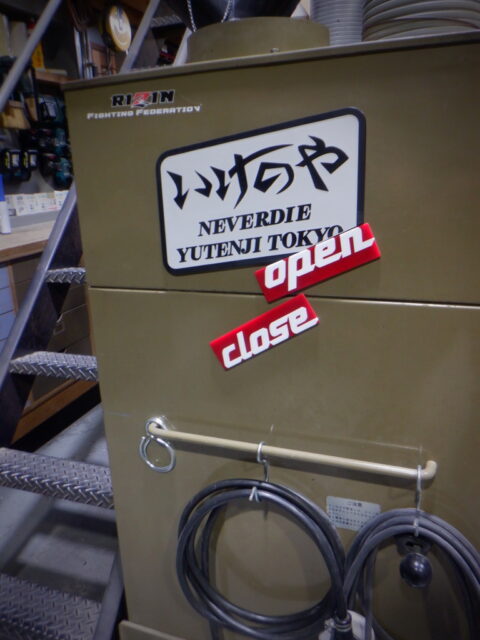 RIZIN
FIGHTING FEDERATION
いけのや
NEVERDIE
YUTENJI TOKYO
open
close